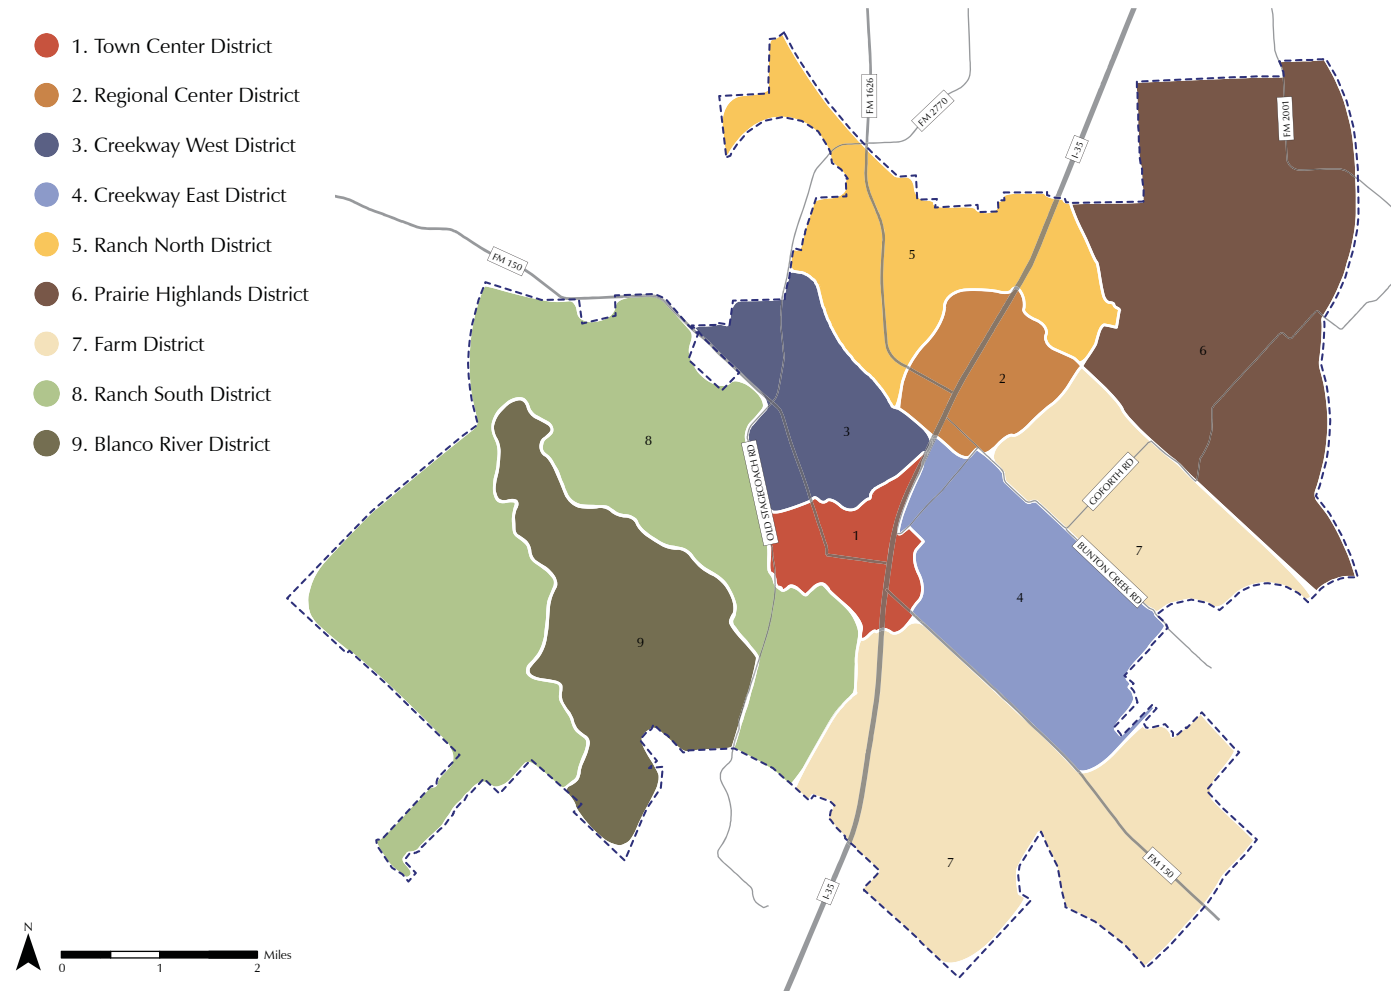 1. Town Center District
2. Regional Center District
3. Creekway West District
4. Creekway East District
5. Ranch North District
6. Prairie Highlands District
7. Farm District
8. Ranch South District
9. Blanco River District
FM 1626
FM 2770
I-35
FM 2001
FM 150
5
6
2
3
8
OLD STAGECOACH RD
GOFORTH RD
1
7
BUNTON CREEK RD
4
9
7
FM 150
I-35
N
Miles
0 1 2